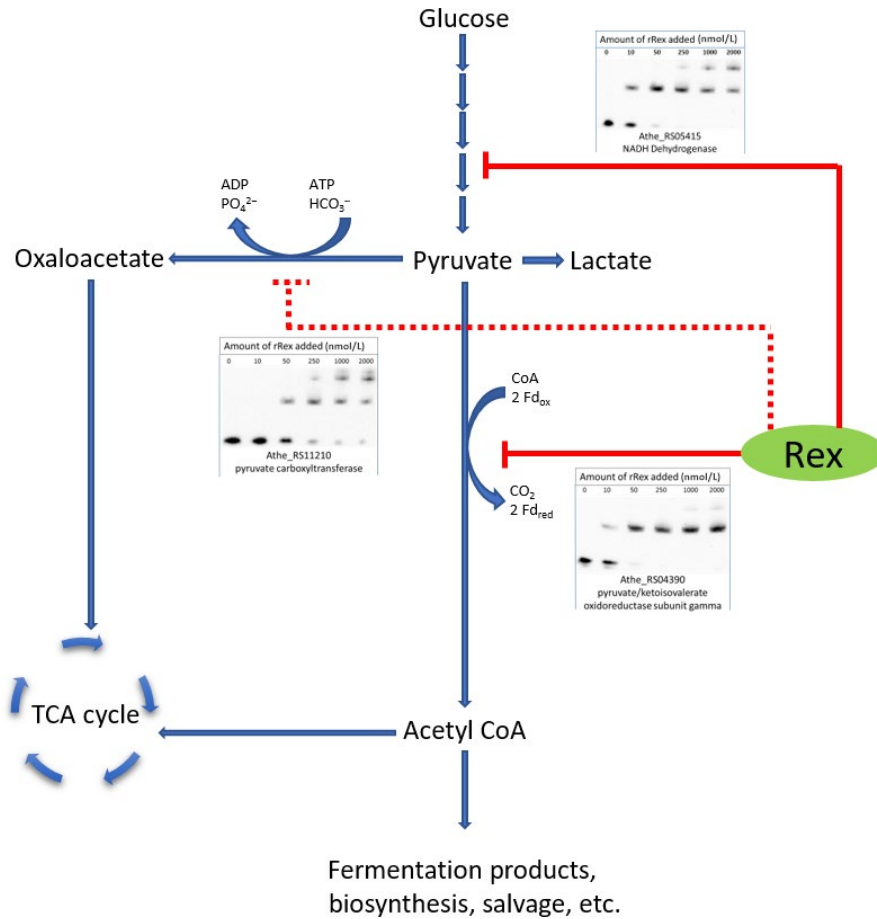 Glucose
Amount of rRex added (nmol/L)
0 10 50 250 1000 2000
Athe_RS05415
NADH Dehydrogenase
ADP
PO₄²⁻
ATP
HCO₃⁻
Oxaloacetate
Pyruvate
Lactate
Amount of rRex added (nmol/L)
0 10 50 250 1000 2000
Athe_RS11210
pyruvate carboxyltransferase
CoA
2 Fdox
Rex
CO₂
2 Fdred
Amount of rRex added (nmol/L)
0 10 50 250 1000 2000
Athe_RS04390
pyruvate/ketoisovalerate
oxidoreductase subunit gamma
TCA cycle
Acetyl CoA
Fermentation products,
biosynthesis, salvage, etc.